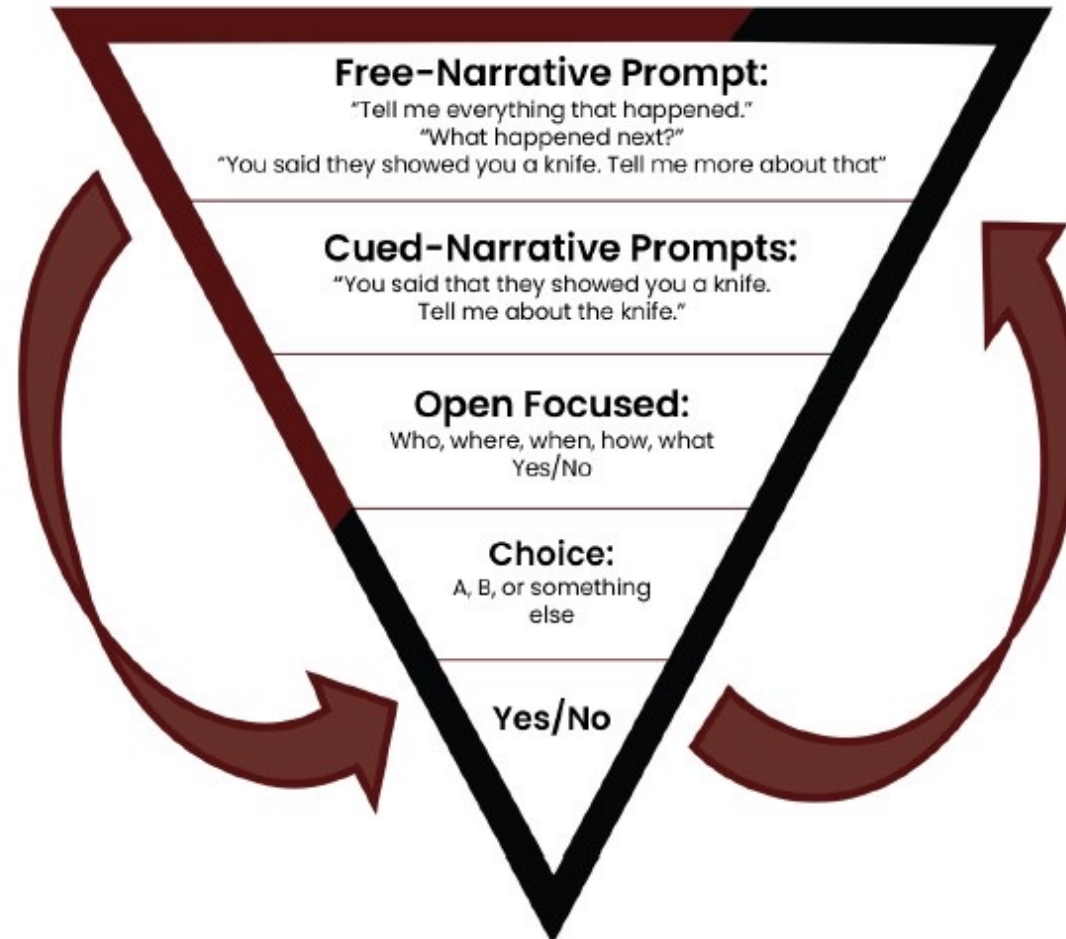 Free-Narrative Prompt:
“Tell me everything that happened.”
“What happened next?”
“You said they showed you a knife. Tell me more about that”
Cued-Narrative Prompts:
“You said that they showed you a knife.
Tell me about the knife.”
Open Focused:
Who, where, when, how, what
Yes/No
Choice:
A, B, or something
else
Yes/No